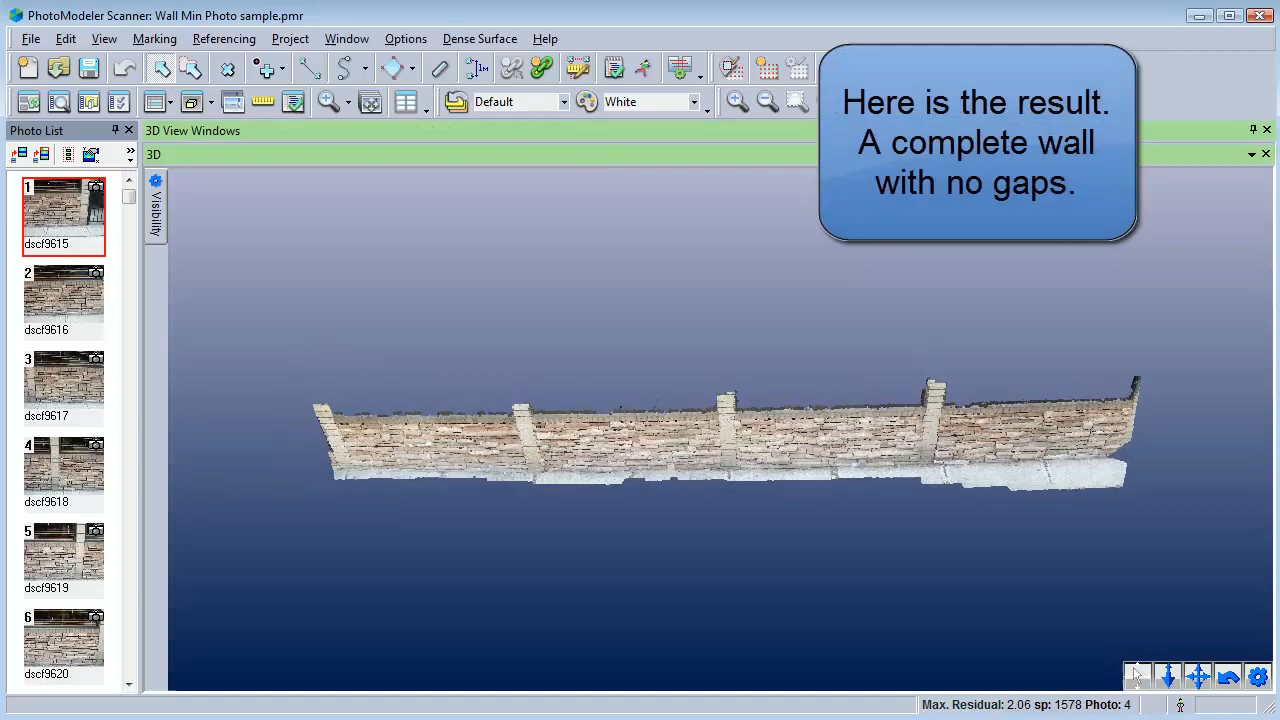 PhotoModeler Scanner: Wall Min Photo sample.pmr
File Edit View Marking Referencing Project Window Options Dense Surface Help
Default White
Here is the result.
A complete wall
with no gaps.
Photo List
3D View Windows
3D
Visibility
1
dscf9615
2
dscf9616
3
dscf9617
4
dscf9618
5
dscf9619
6
dscf9620
Max. Residual: 2.06 sp: 1578 Photo: 4